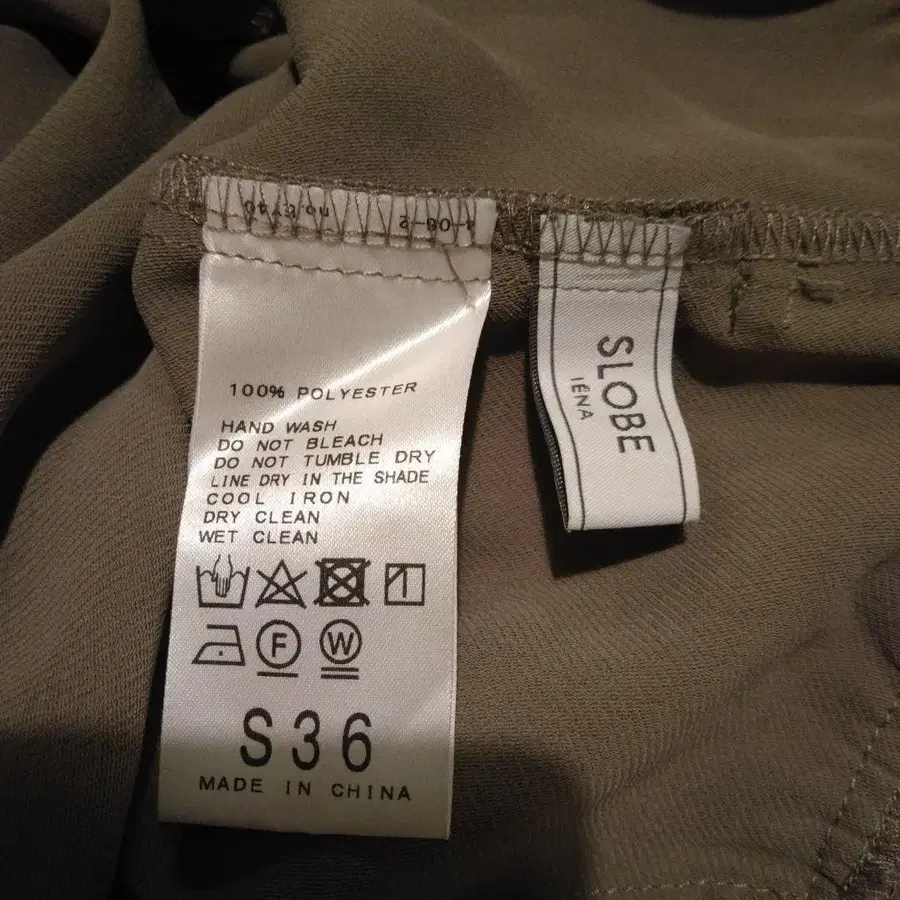 100% POLYESTER
HAND WASH
DO NOT BLEACH
DO NOT TUMBLE DRY
LINE DRY IN THE SHADE
COOL IRON
DRY CLEAN
WET CLEAN
F W
S36
MADE IN CHINA
SLOBE
IÉNA